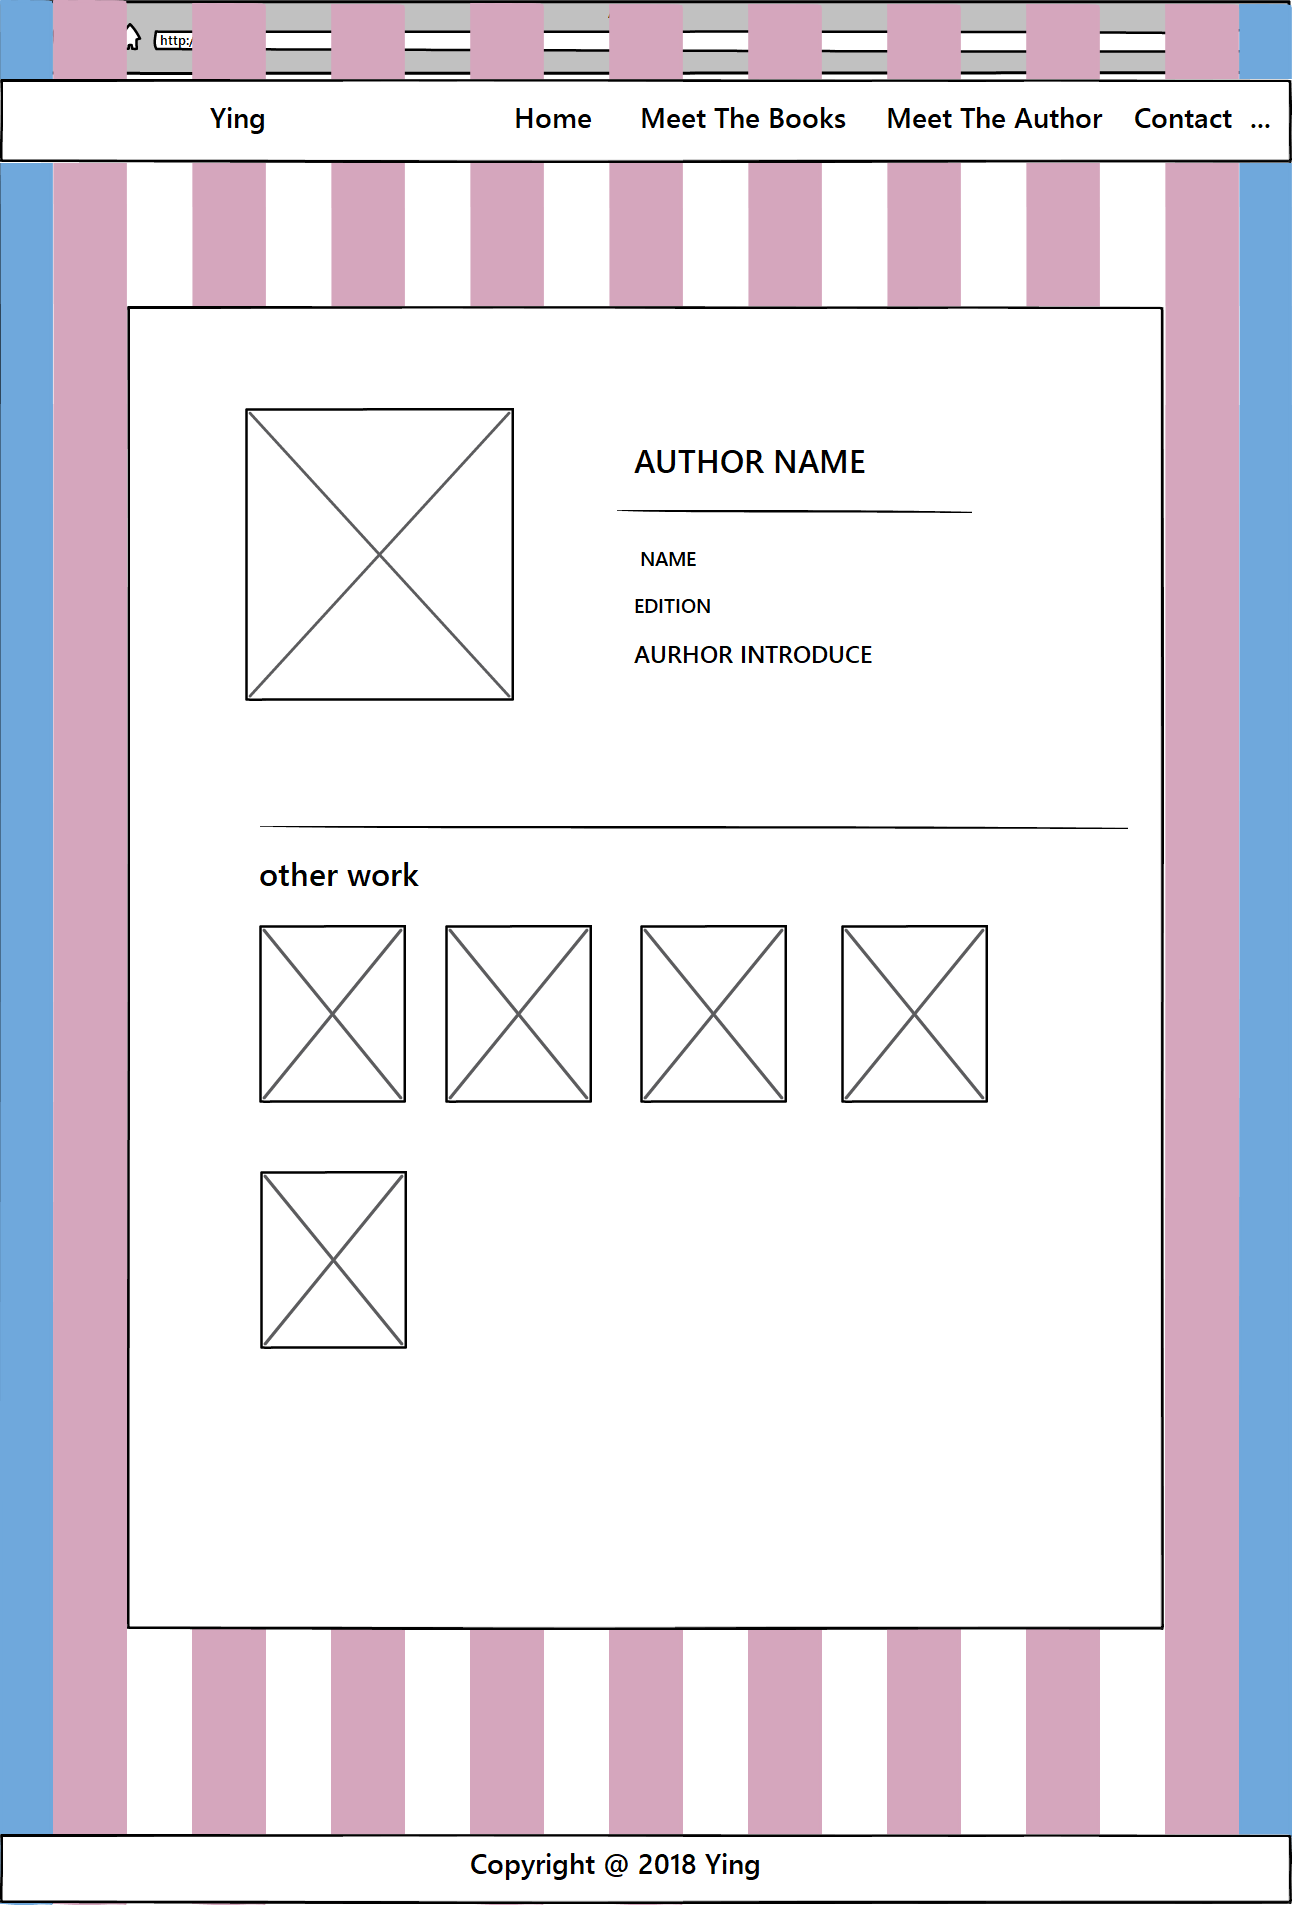 http:/
Ying Home Meet The Books Meet The Author Contact ...
AUTHOR NAME
NAME
EDITION
AURHOR INTRODUCE
other work
Copyright @ 2018 Ying